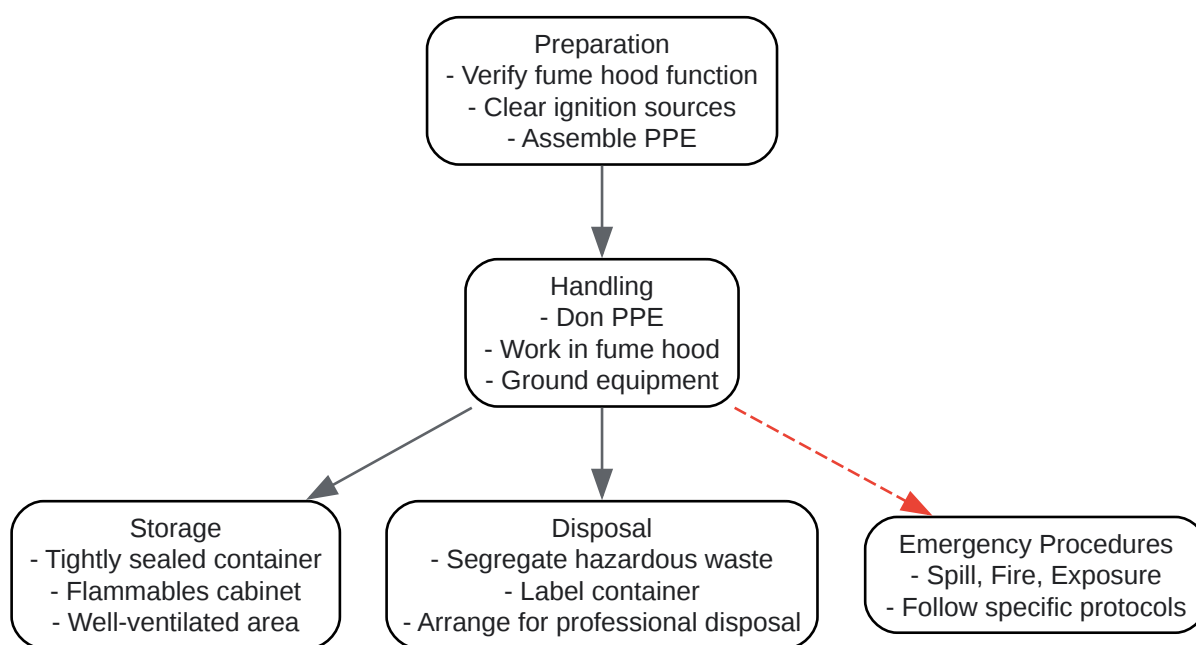 Preparation
- Verify fume hood function
- Clear ignition sources
- Assemble PPE
Handling
- Don PPE
- Work in fume hood
- Ground equipment
Storage
- Tightly sealed container
- Flammables cabinet
- Well-ventilated area
Disposal
- Segregate hazardous waste
- Label container
- Arrange for professional disposal
Emergency Procedures
- Spill, Fire, Exposure
- Follow specific protocols